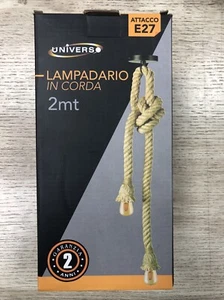 ATTACCO
E27
UNIVERSO
LAMPADARIO
IN CORDA
2mt
GARANZIA
2
ANNI